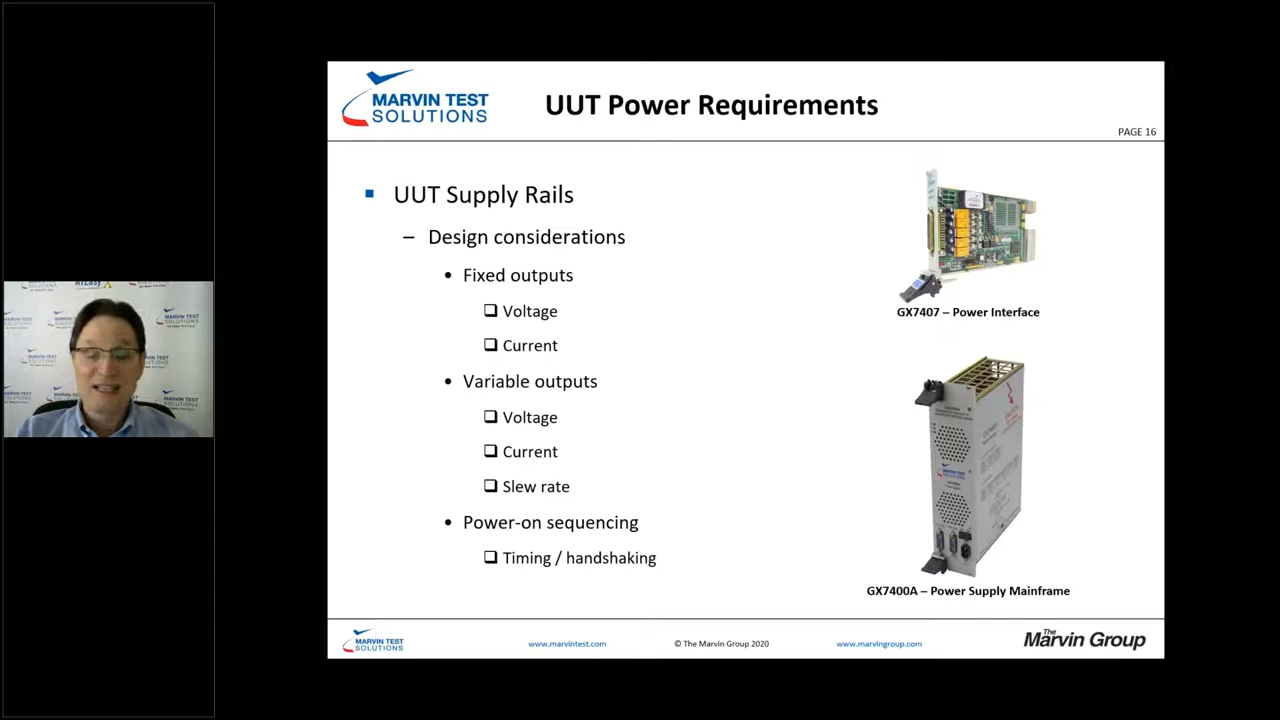 MARVIN TEST
SOLUTIONS
UUT Power Requirements
PAGE 16
UUT Supply Rails
– Design considerations
• Fixed outputs
Voltage
Current
• Variable outputs
Voltage
Current
Slew rate
• Power-on sequencing
Timing / handshaking
GX7407 – Power Interface
GX7400A – Power Supply Mainframe
MARVIN TEST
SOLUTIONS
www.marvintest.com
© The Marvin Group 2020
www.marvingroup.com
The
Marvin Group